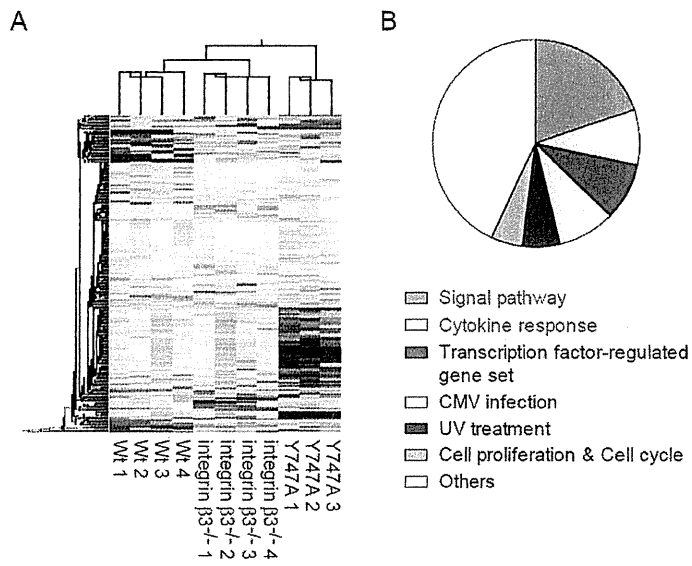 A
B
Wt 1
Wt 2
Wt 3
Wt 4
integrin β3-/- 1
integrin β3-/- 2
integrin β3-/- 3
integrin β3-/- 4
Y747A 1
Y747A 2
Y747A 3
Signal pathway
Cytokine response
Transcription factor-regulated
gene set
CMV infection
UV treatment
Cell proliferation & Cell cycle
Others